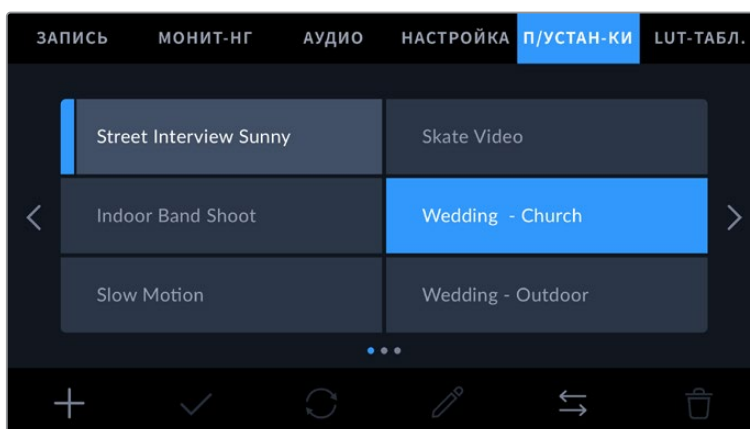 ЗАПИСЬ МОНИТ-НГ АУДИО НАСТРОЙКА П/УСТАН-КИ LUT-ТАБЛ.
Street Interview Sunny Skate Video
Indoor Band Shoot Wedding - Church
Slow Motion Wedding - Outdoor